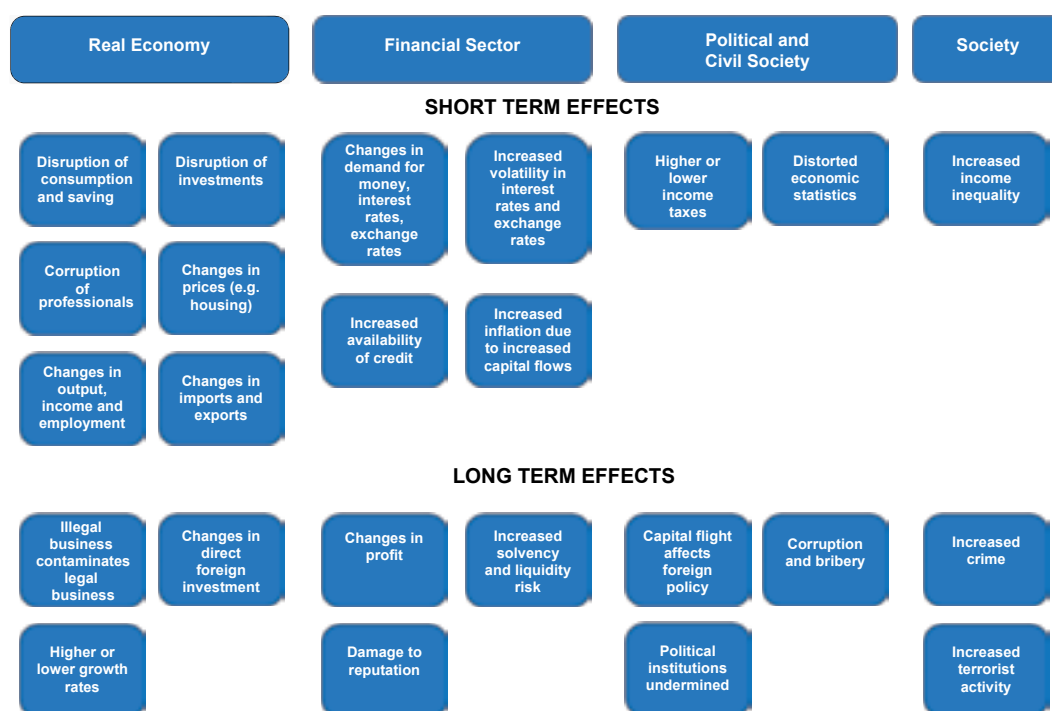 Real Economy
Financial Sector
Political and
Civil Society
Society
SHORT TERM EFFECTS
Disruption of
consumption
and saving
Disruption of
investments
Changes in
demand for
money,
interest
rates,
exchange
rates
Increased
volatility in
interest
rates and
exchange
rates
Higher or
lower
income
taxes
Distorted
economic
statistics
Increased
income
inequality
Corruption
of
professionals
Changes in
prices (e.g.
housing)
Increased
availability
of credit
Increased
inflation due
to increased
capital flows
Changes in
output,
income and
employment
Changes in
imports and
exports
LONG TERM EFFECTS
Illegal
business
contaminates
legal
business
Changes in
direct
foreign
investment
Changes in
profit
Increased
solvency
and liquidity
risk
Capital flight
affects
foreign
policy
Corruption
and bribery
Increased
crime
Higher or
lower growth
rates
Damage to
reputation
Political
institutions
undermined
Increased
terrorist
activity